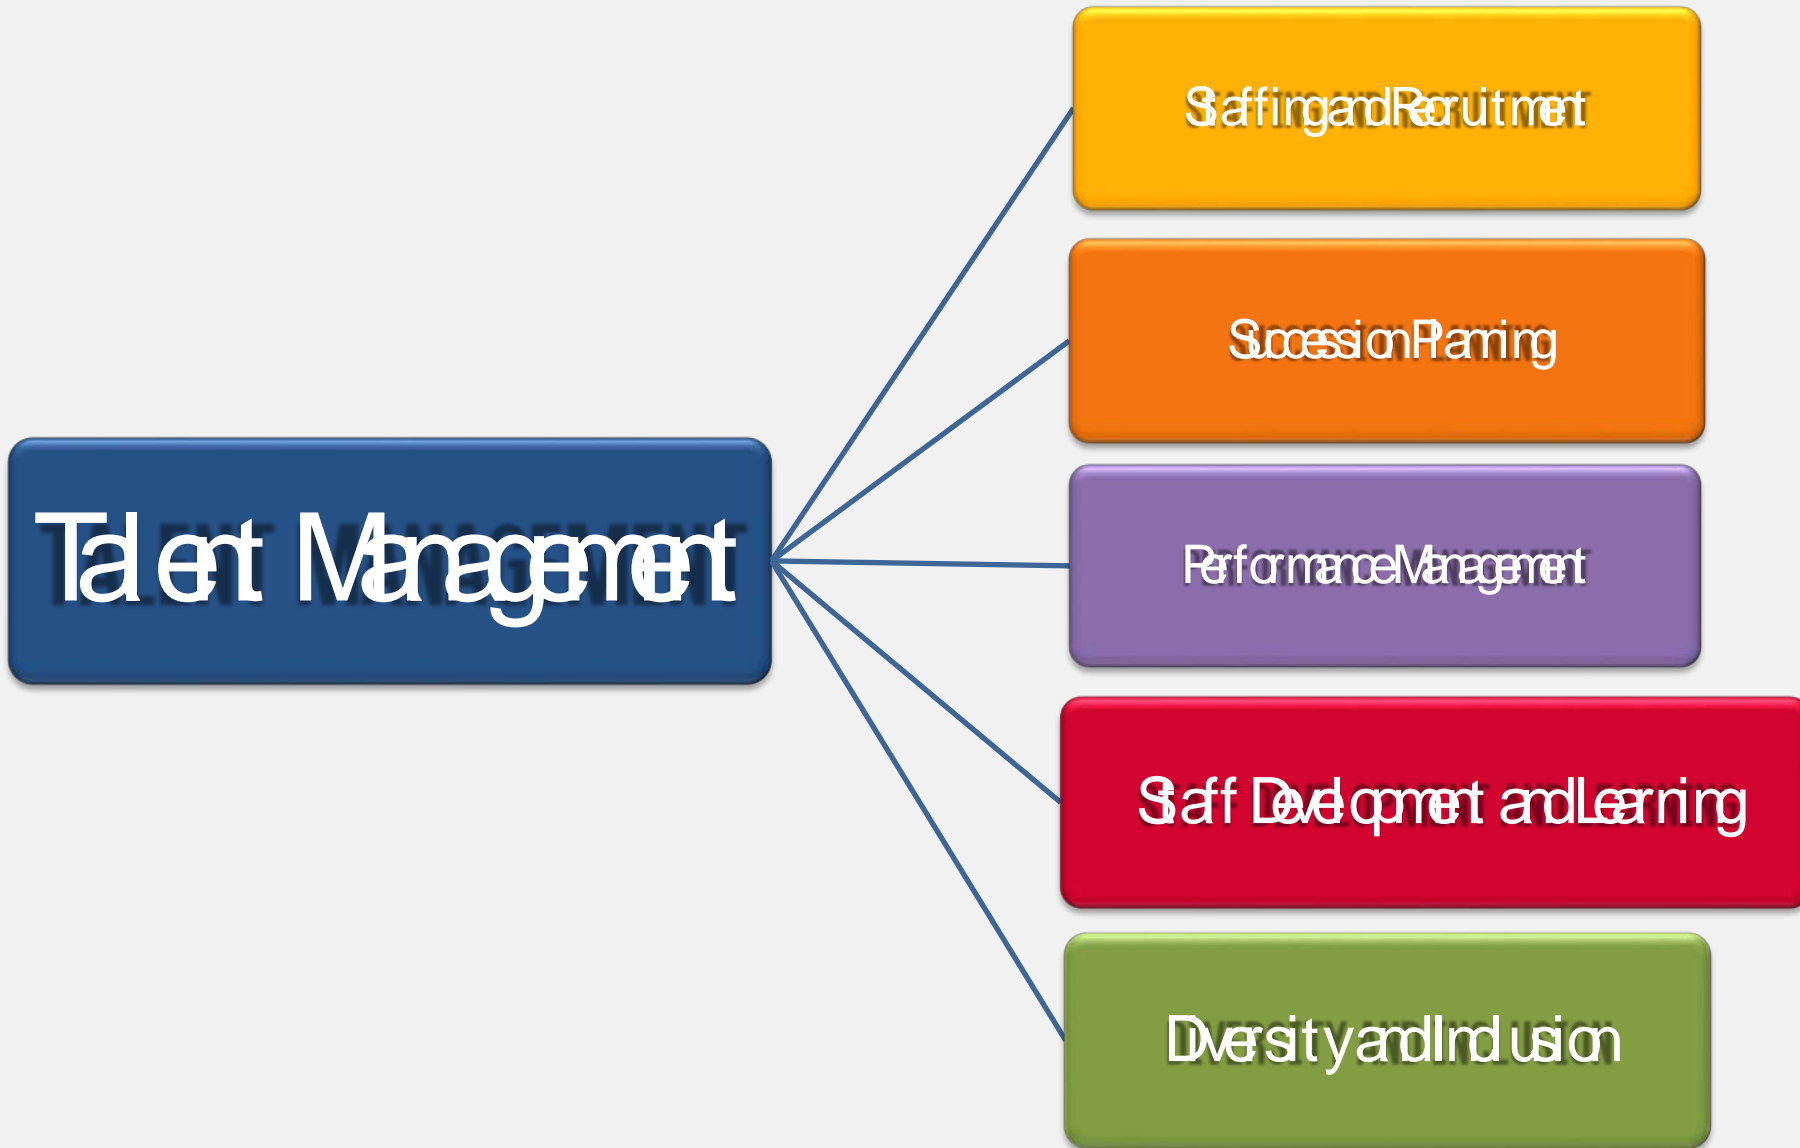 Staffing and Recruitment
Succession Planning
Talent Management
Performance Management
Staff Development and Learning
Diversity and Inclusion